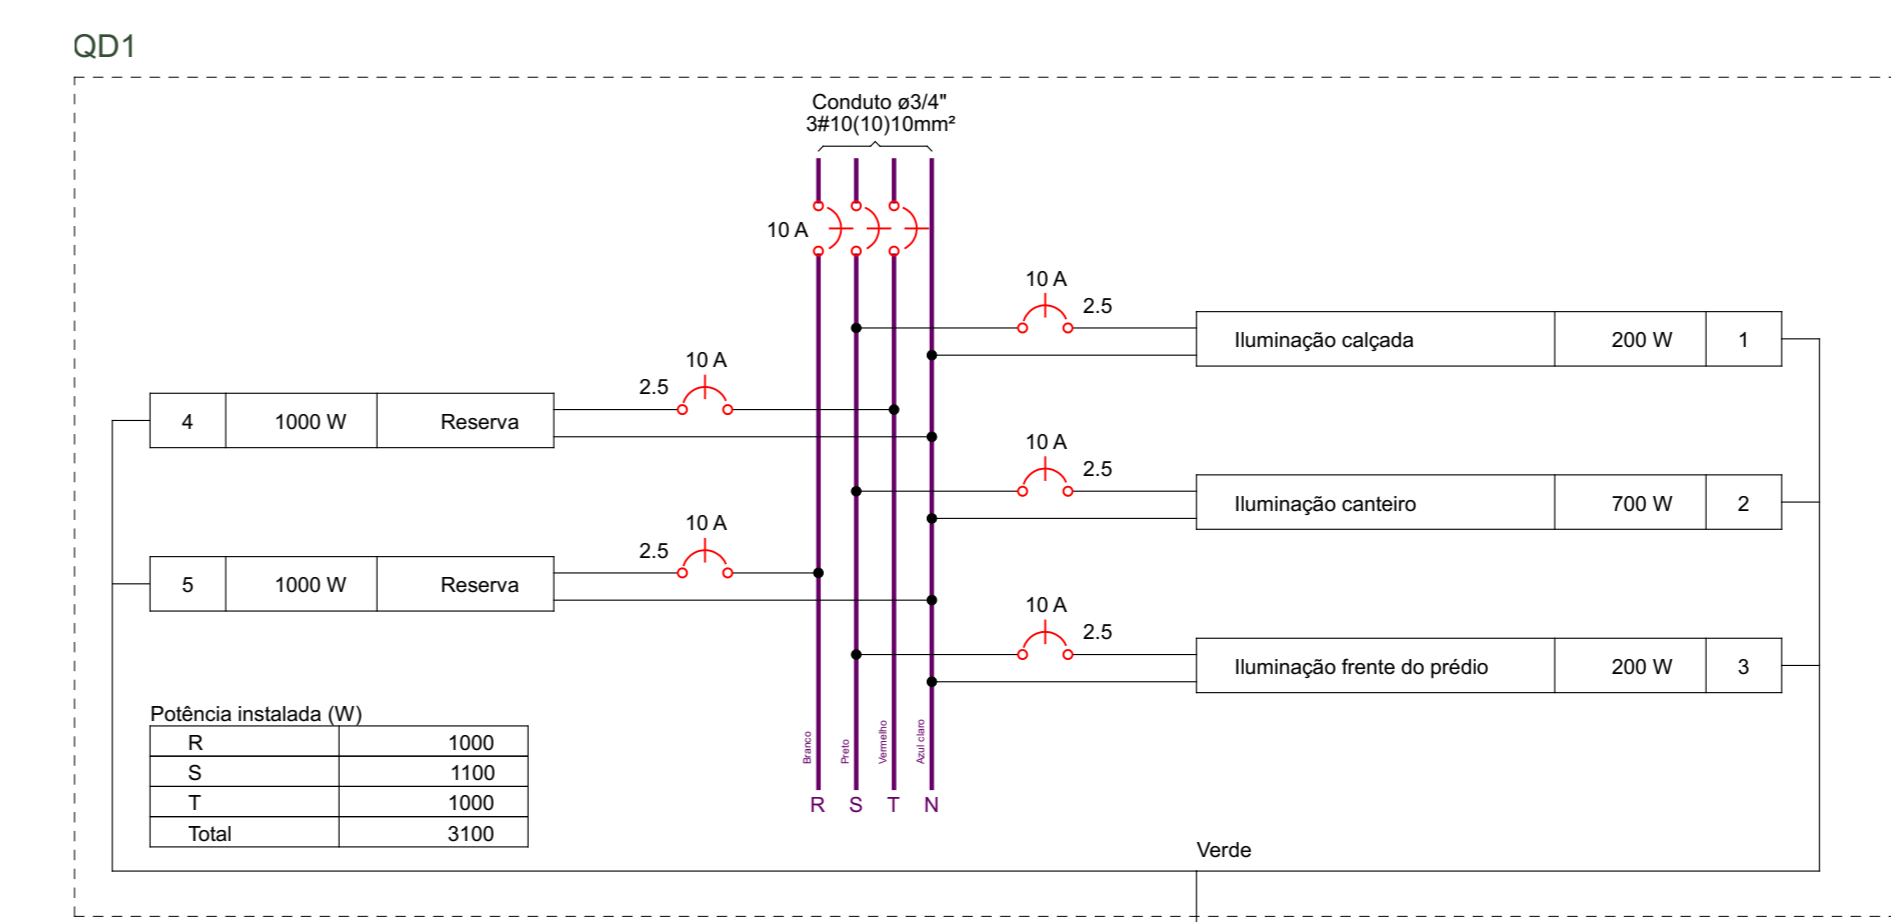 QD1
Conduto ø3/4"
3#10(10)10mm²
10 A
10 A
2.5
Iluminação calçada 200 W 1
10 A
2.5
4 1000 W Reserva
10 A
2.5
Iluminação canteiro 700 W 2
10 A
2.5
5 1000 W Reserva
10 A
2.5
Iluminação frente do prédio 200 W 3
Potência instalada (W)
R 1000
S 1100
T 1000
Total 3100
Branco
Preto
Vermelho
Azul claro
R S T N
Verde